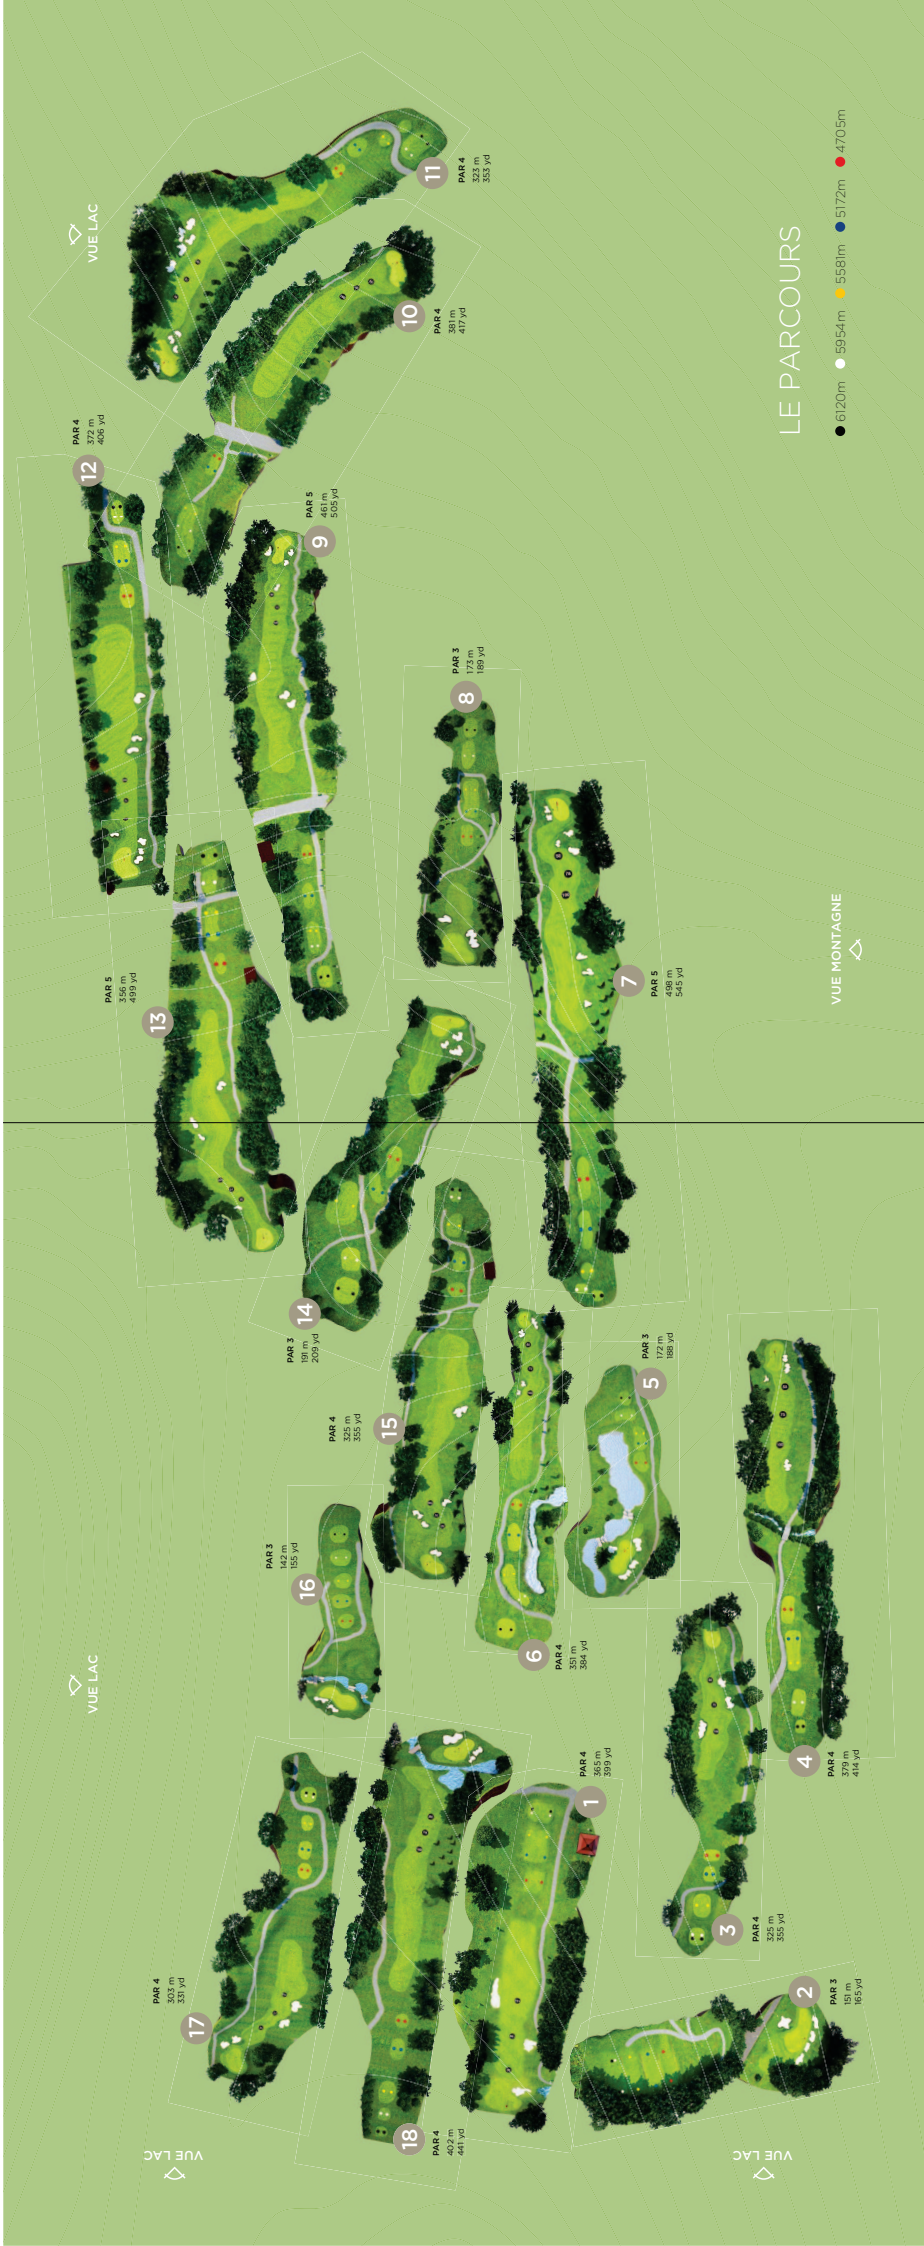 LE PARCOURS
6120m 5954m 5581m 5172m 4705m
VUE LAC
VUE LAC
VUE LAC
VUE LAC
VUE MONTAGNE
1
PAR 4
365 m
399 yd
2
PAR 3
151 m
165 yd
3
PAR 4
325 m
355 yd
4
PAR 4
379 m
414 yd
5
PAR 3
172 m
188 yd
6
PAR 4
351 m
384 yd
7
PAR 5
498 m
545 yd
8
PAR 3
173 m
189 yd
9
PAR 5
461 m
505 yd
10
PAR 4
381 m
417 yd
11
PAR 4
323 m
353 yd
12
PAR 4
372 m
406 yd
13
PAR 5
356 m
499 yd
14
PAR 3
191 m
209 yd
15
PAR 4
325 m
355 yd
16
PAR 3
142 m
155 yd
17
PAR 4
303 m
331 yd
18
PAR 4
402 m
441 yd